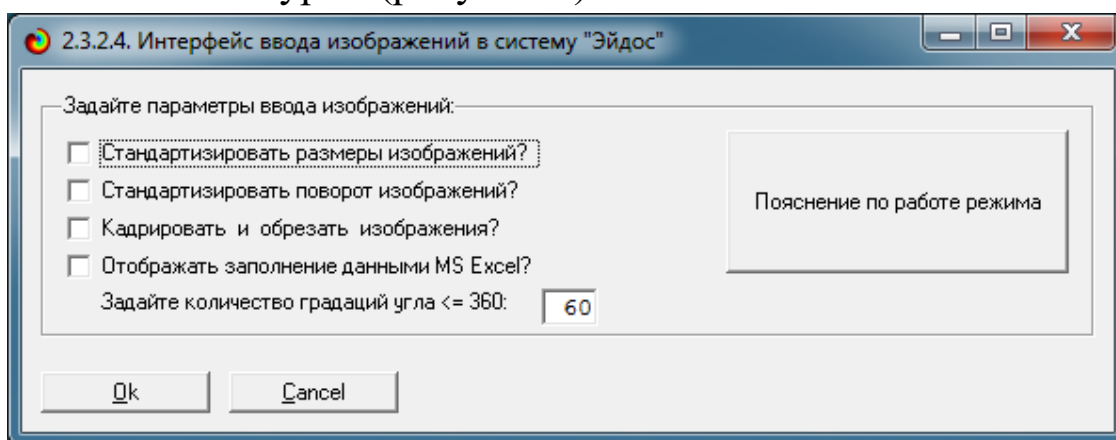 2.3.2.4. Интерфейс ввода изображений в систему "Эйдос"
Задайте параметры ввода изображений:
Стандартизировать размеры изображений?
Стандартизировать поворот изображений?
Кадрировать и обрезать изображения?
Отображать заполнение данными MS Excel?
Задайте количество градаций угла <= 360: 60
Пояснение по работе режима
Ok Cancel